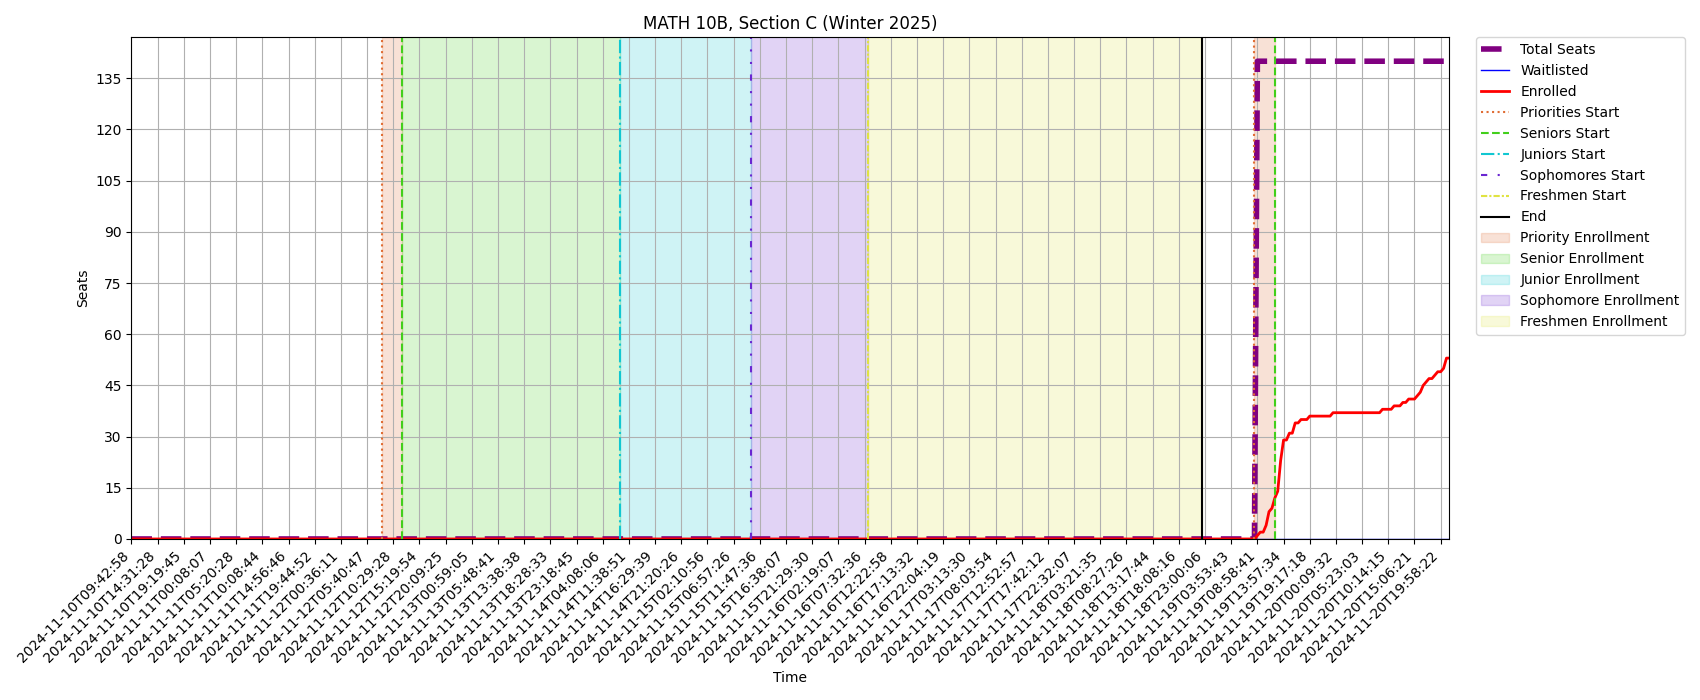 MATH 10B, Section C (Winter 2025)
Seats
135
120
105
90
75
60
45
30
15
0
2024-11-10T09:42:58
2024-11-10T14:31:28
2024-11-10T19:19:45
2024-11-11T00:08:07
2024-11-11T05:20:28
2024-11-11T10:08:44
2024-11-11T14:56:46
2024-11-11T19:44:52
2024-11-12T00:36:11
2024-11-12T05:40:47
2024-11-12T10:29:28
2024-11-12T15:19:54
2024-11-12T20:09:25
2024-11-13T00:59:05
2024-11-13T05:48:41
2024-11-13T13:38:38
2024-11-13T18:28:33
2024-11-13T23:18:45
2024-11-14T04:08:06
2024-11-14T11:38:51
2024-11-14T16:29:39
2024-11-14T21:20:26
2024-11-15T02:10:56
2024-11-15T06:57:26
2024-11-15T11:47:36
2024-11-15T16:38:07
2024-11-15T21:29:30
2024-11-16T02:19:07
2024-11-16T07:32:36
2024-11-16T12:22:58
2024-11-16T17:13:32
2024-11-16T22:04:19
2024-11-17T03:13:30
2024-11-17T08:03:54
2024-11-17T12:52:57
2024-11-17T17:42:12
2024-11-17T22:32:07
2024-11-18T03:21:35
2024-11-18T08:27:26
2024-11-18T13:17:44
2024-11-18T18:08:16
2024-11-18T23:00:06
2024-11-19T03:53:43
2024-11-19T08:58:41
2024-11-19T13:57:34
2024-11-19T19:17:18
2024-11-20T00:09:32
2024-11-20T05:23:03
2024-11-20T10:14:15
2024-11-20T15:06:21
2024-11-20T19:58:22
Time
Total Seats
Waitlisted
Enrolled
Priorities Start
Seniors Start
Juniors Start
Sophomores Start
Freshmen Start
End
Priority Enrollment
Senior Enrollment
Junior Enrollment
Sophomore Enrollment
Freshmen Enrollment